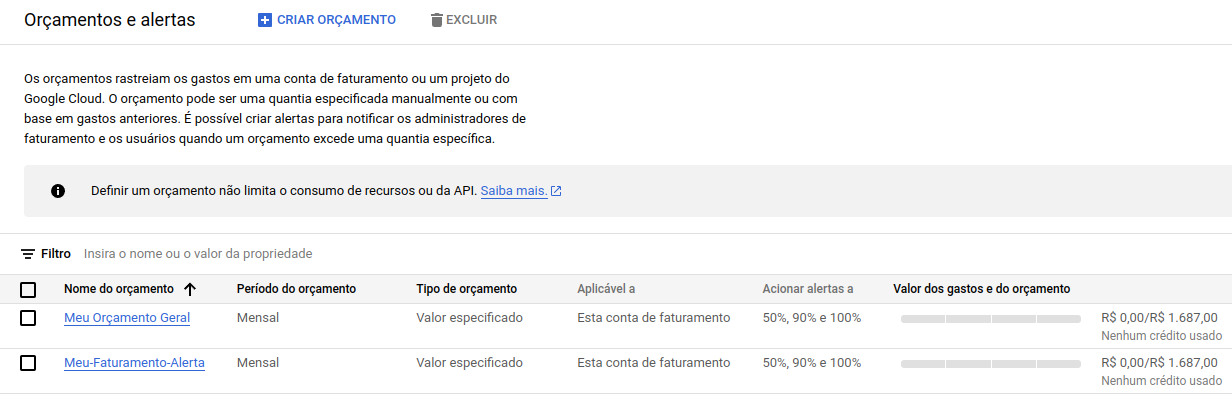 Orçamentos e alertas CRIAR ORÇAMENTO EXCLUIR
Os orçamentos rastreiam os gastos em uma conta de faturamento ou um projeto do
Google Cloud. O orçamento pode ser uma quantia especificada manualmente ou com
base em gastos anteriores. É possível criar alertas para notificar os administradores de
faturamento e os usuários quando um orçamento excede uma quantia específica.
Definir um orçamento não limita o consumo de recursos ou da API. Saiba mais.
Filtro Insira o nome ou o valor da propriedade
Nome do orçamento Período do orçamento Tipo de orçamento Aplicável a Acionar alertas a Valor dos gastos e do orçamento
Meu Orçamento Geral Mensal Valor especificado Esta conta de faturamento 50%, 90% e 100% R$ 0,00/R$ 1.687,00
Nenhum crédito usado
Meu-Faturamento-Alerta Mensal Valor especificado Esta conta de faturamento 50%, 90% e 100% R$ 0,00/R$ 1.687,00
Nenhum crédito usado